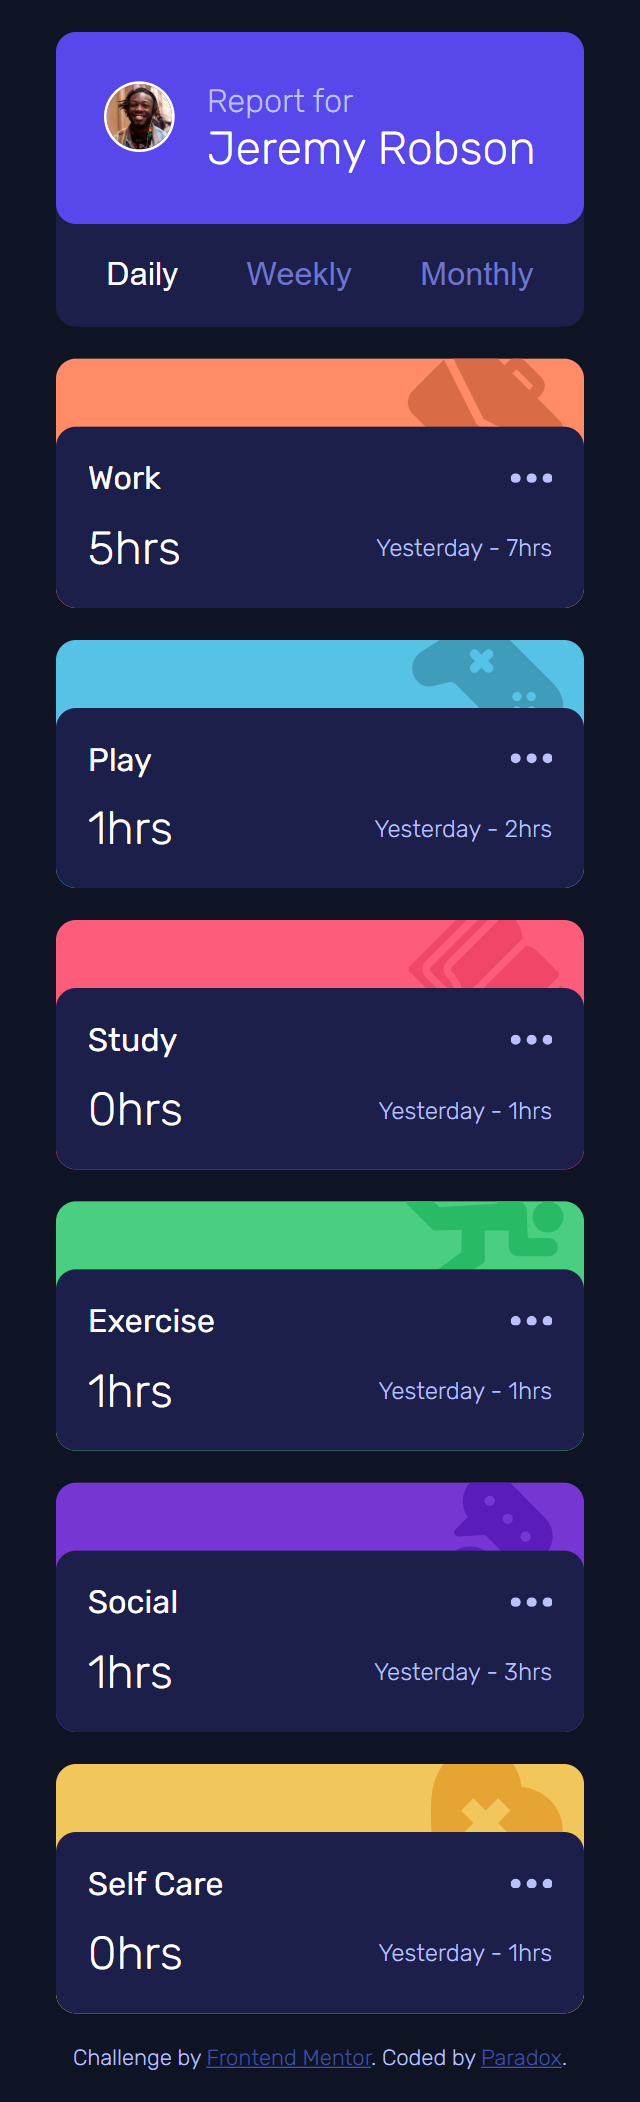 Report for
Jeremy Robson
Daily Weekly Monthly
Work
5hrs Yesterday - 7hrs
Play
1hrs Yesterday - 2hrs
Study
0hrs Yesterday - 1hrs
Exercise
1hrs Yesterday - 1hrs
Social
1hrs Yesterday - 3hrs
Self Care
0hrs Yesterday - 1hrs
Challenge by Frontend Mentor. Coded by Paradox.